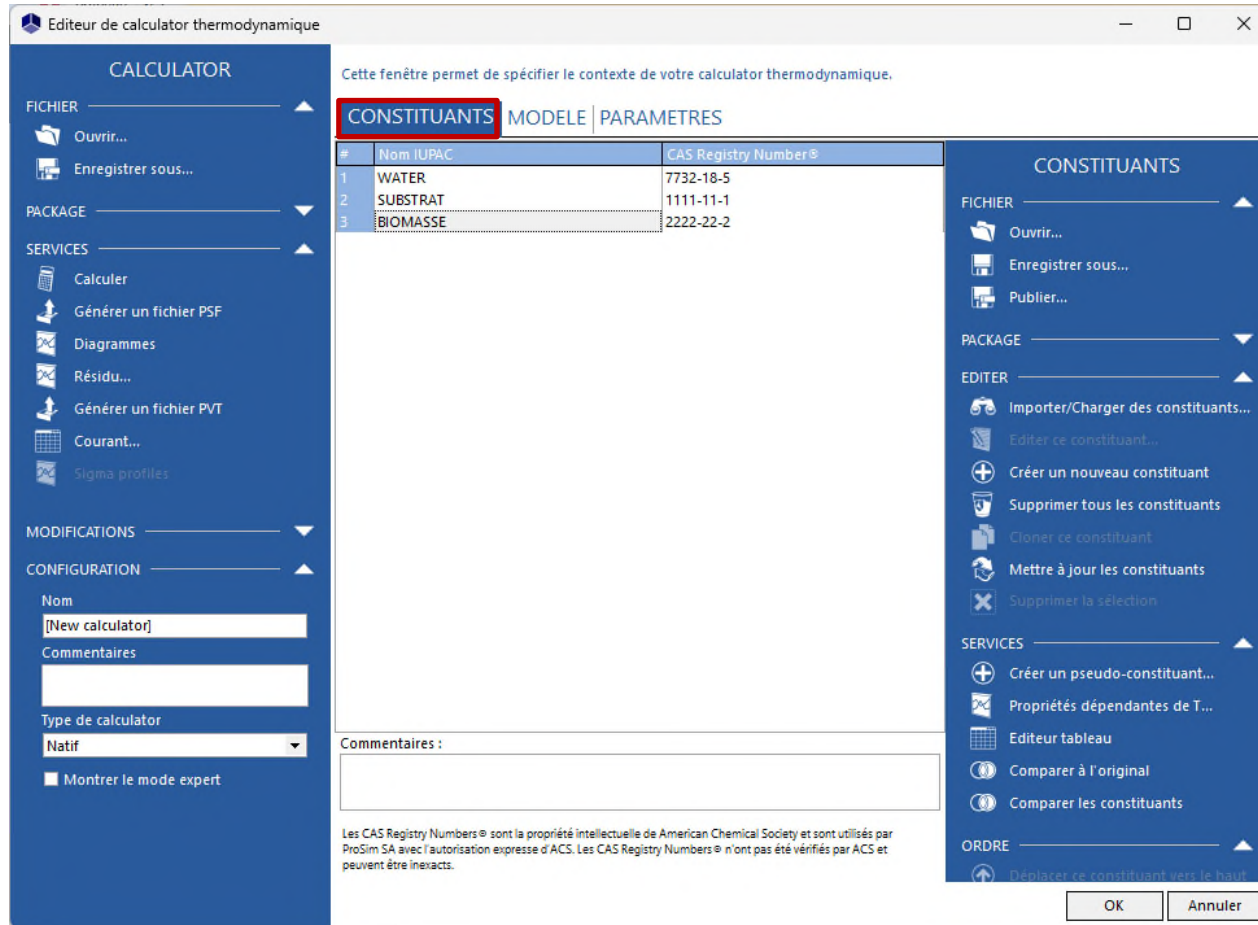 Editeur de calculator thermodynamique
CALCULATOR
FICHIER
Ouvrir...
Enregistrer sous...
PACKAGE
SERVICES
Calculer
Générer un fichier PSF
Diagrammes
Résidu...
Générer un fichier PVT
Courant...
Sigma profiles
MODIFICATIONS
CONFIGURATION
Nom
[New calculator]
Commentaires
Type de calculator
Natif
Montrer le mode expert
Cette fenêtre permet de spécifier le contexte de votre calculator thermodynamique.
CONSTITUANTS MODELE PARAMETRES
# Nom IUPAC CAS Registry Number®
1 WATER 7732-18-5
2 SUBSTRAT 1111-11-1
3 BIOMASSE 2222-22-2
Commentaires :
Les CAS Registry Numbers® sont la propriété intellectuelle de American Chemical Society et sont utilisés par
ProSim SA avec l'autorisation expresse d'ACS. Les CAS Registry Numbers® n'ont pas été vérifiés par ACS et
peuvent être inexacts.
CONSTITUANTS
FICHIER
Ouvrir...
Enregistrer sous...
Publier...
PACKAGE
EDITER
Importer/Charger des constituants...
Editer ce constituant...
Créer un nouveau constituant
Supprimer tous les constituants
Cloner ce constituant
Mettre à jour les constituants
Supprimer la sélection
SERVICES
Créer un pseudo-constituant...
Propriétés dépendantes de T...
Editeur tableau
Comparer à l'original
Comparer les constituants
ORDRE
Déplacer ce constituant vers le haut
OK Annuler